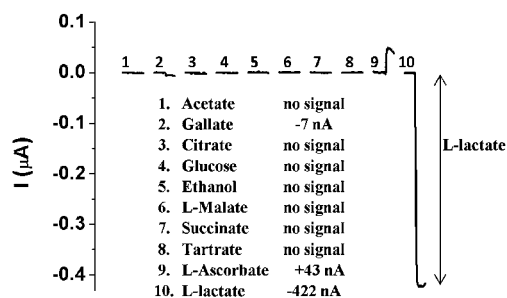 0.1
0.0
-0.1
-0.2
-0.3
-0.4
I (μA)
1 2 3 4 5 6 7 8 9 10
1. Acetate no signal
2. Gallate -7 nA
3. Citrate no signal
4. Glucose no signal
5. Ethanol no signal
6. L-Malate no signal
7. Succinate no signal
8. Tartrate no signal
9. L-Ascorbate +43 nA
10. L-lactate -422 nA
L-lactate